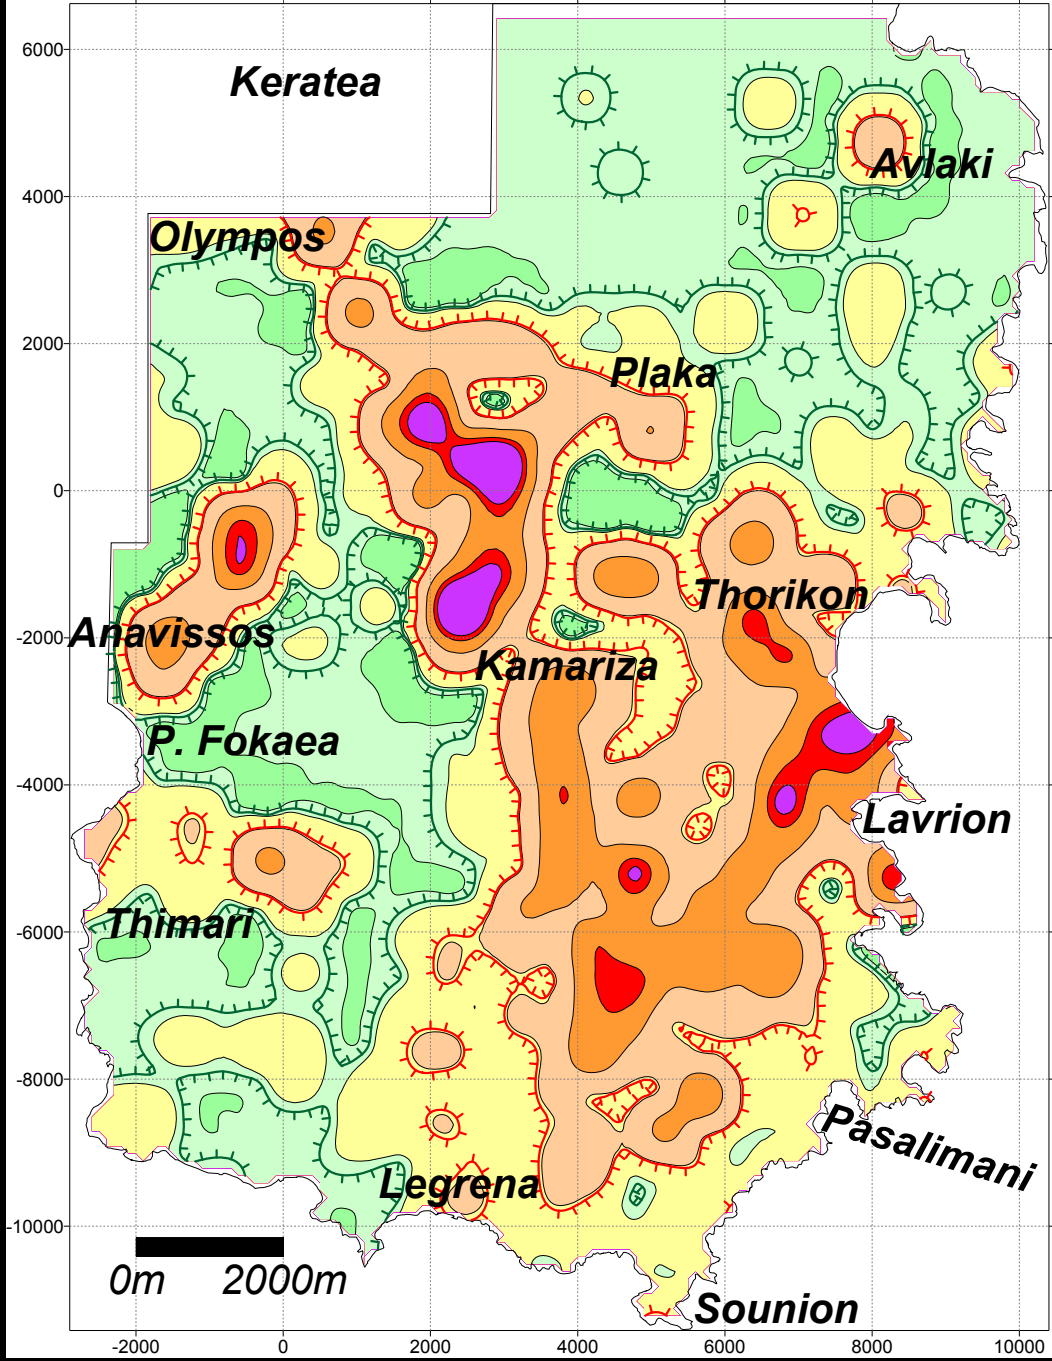 6000
Keratea
Avlaki
4000
Olympos
2000
Plaka
0
Thorikon
-2000
Anavissos
Kamariza
P. Fokaea
-4000
Lavrion
Thimari
-6000
-8000
Pasalimani
Legrena
-10000
0m 2000m
Sounion
-2000 0 2000 4000 6000 8000 10000